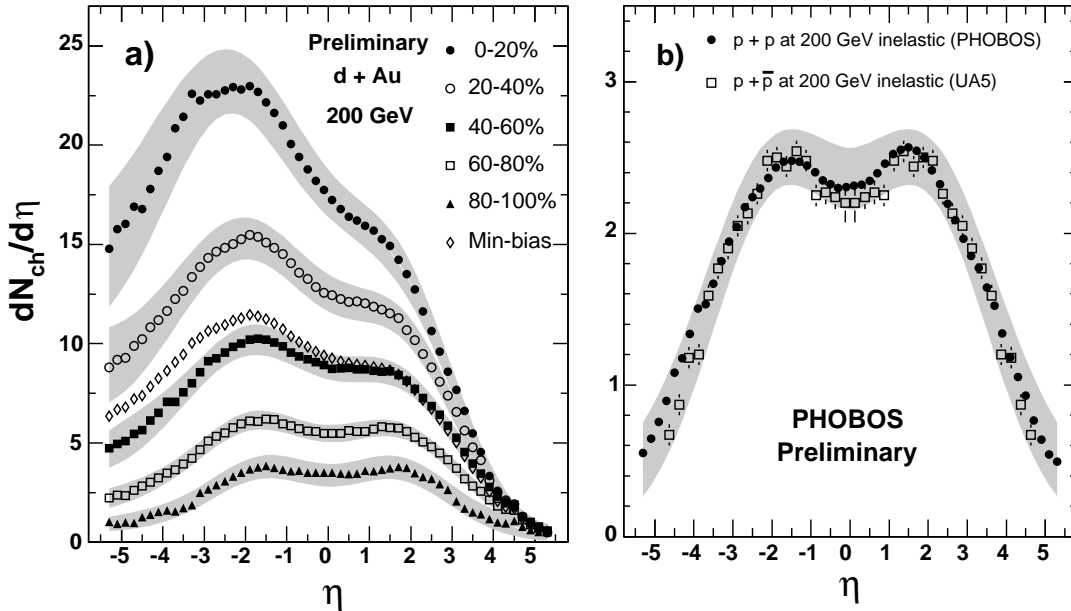 a)
Preliminary
d + Au
200 GeV
0-20%
20-40%
40-60%
60-80%
80-100%
Min-bias
dN_ch/dη
25
20
15
10
5
0
-5 -4 -3 -2 -1 0 1 2 3 4 5
η
b)
p + p at 200 GeV inelastic (PHOBOS)
p + p̅ at 200 GeV inelastic (UA5)
3
2
1
0
PHOBOS
Preliminary
-5 -4 -3 -2 -1 0 1 2 3 4 5
η